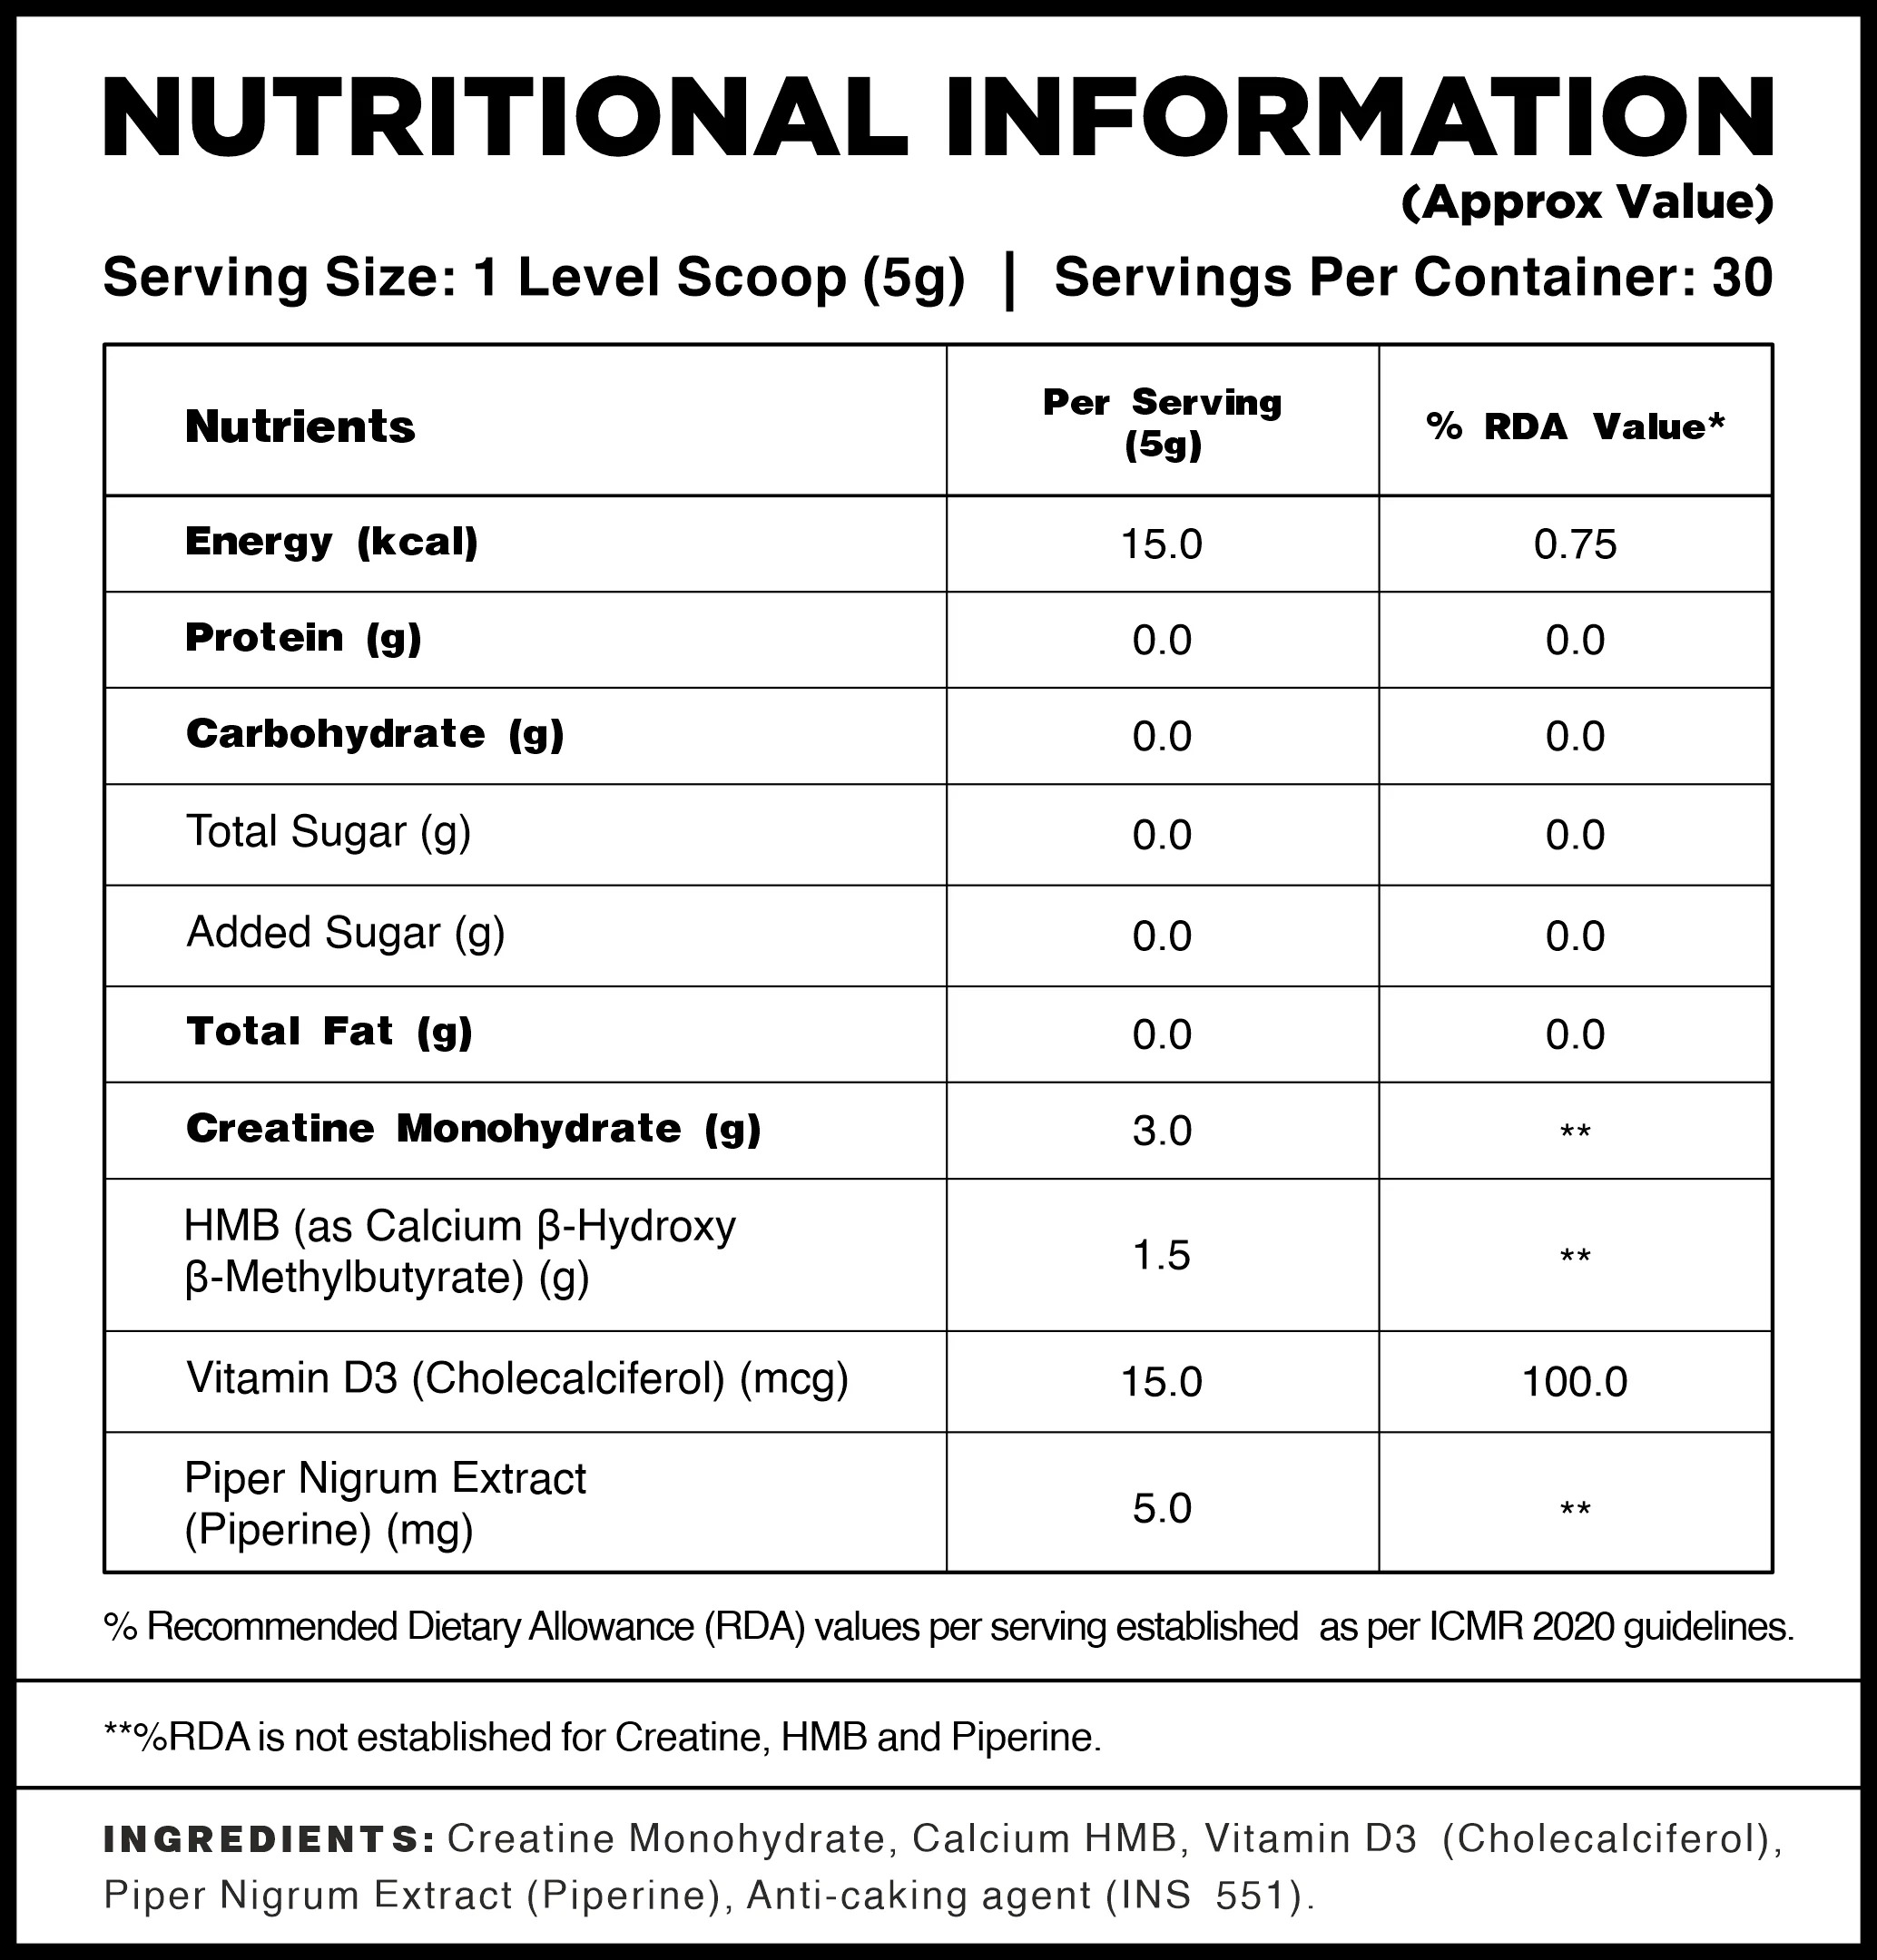 NUTRITIONAL INFORMATION
(Approx Value)
Serving Size: 1 Level Scoop (5g) | Servings Per Container: 30
Nutrients Per Serving (5g) % RDA Value*
Energy (kcal) 15.0 0.75
Protein (g) 0.0 0.0
Carbohydrate (g) 0.0 0.0
Total Sugar (g) 0.0 0.0
Added Sugar (g) 0.0 0.0
Total Fat (g) 0.0 0.0
Creatine Monohydrate (g) 3.0 **
HMB (as Calcium β-Hydroxy
β-Methylbutyrate) (g) 1.5 **
Vitamin D3 (Cholecalciferol) (mcg) 15.0 100.0
Piper Nigrum Extract
(Piperine) (mg) 5.0 **
% Recommended Dietary Allowance (RDA) values per serving established as per ICMR 2020 guidelines.
**%RDA is not established for Creatine, HMB and Piperine.
INGREDIENTS: Creatine Monohydrate, Calcium HMB, Vitamin D3 (Cholecalciferol),
Piper Nigrum Extract (Piperine), Anti-caking agent (INS 551).